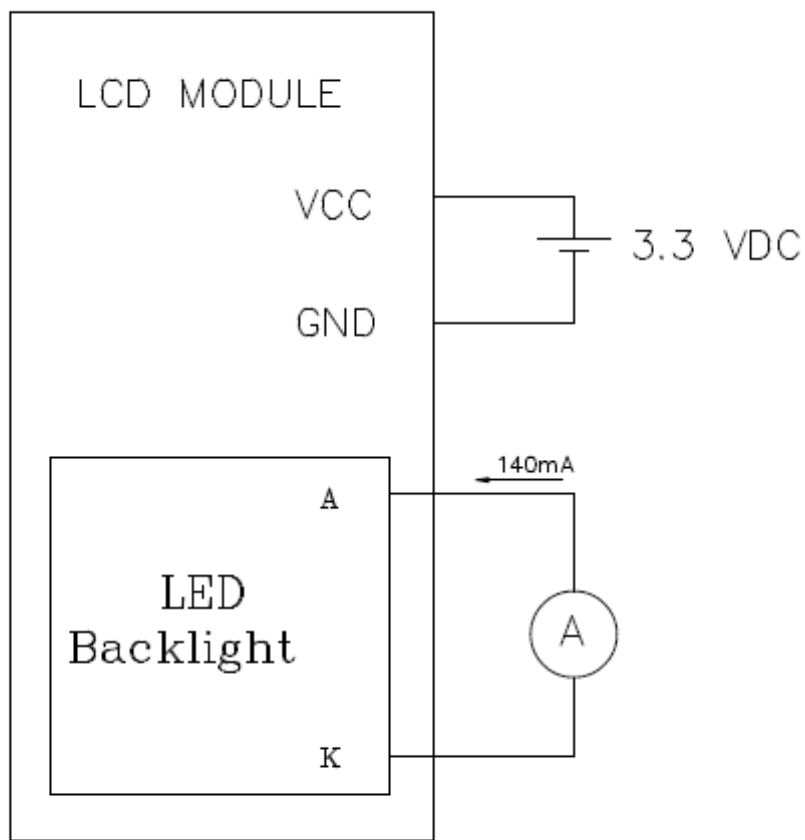 LCD MODULE
VCC
3.3 VDC
GND
140mA
A
LED
Backlight
A
K